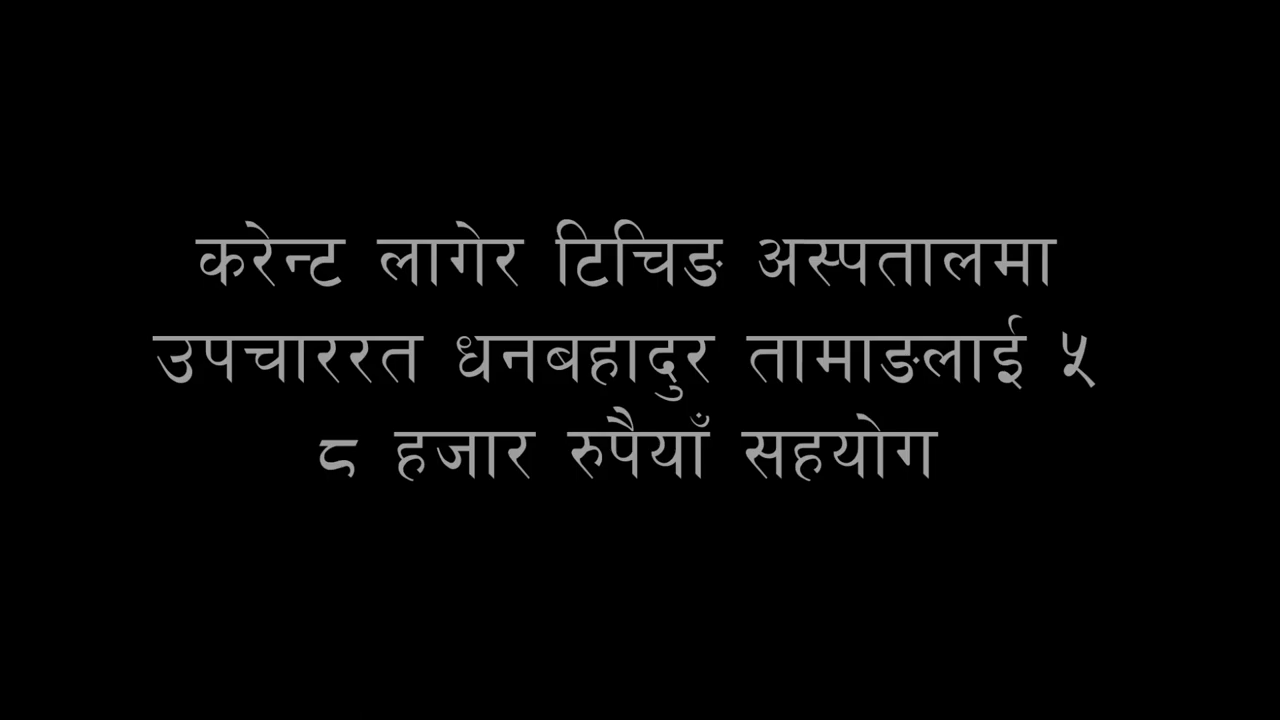 करेन्ट लागेर टिचिङ अस्पतालमा
उपचाररत धनबहादुर तामाङलाई ५
८ हजार रुपैयाँ सहयोग